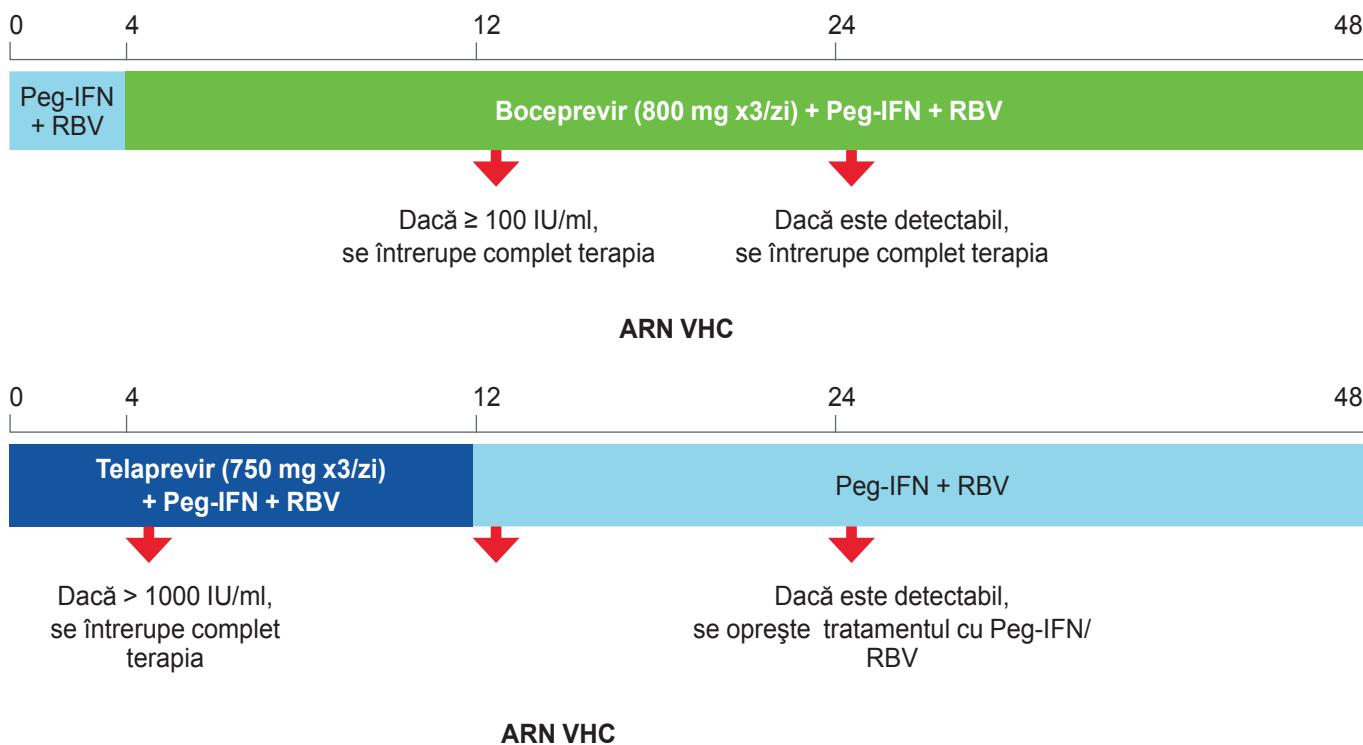 0 4 12 24 48
Peg-IFN
+ RBV
Boceprevir (800 mg x3/zi) + Peg-IFN + RBV
Dacă ≥ 100 IU/ml,
se întrerupe complet terapia
Dacă este detectabil,
se întrerupe complet terapia
ARN VHC
0 4 12 24 48
Telaprevir (750 mg x3/zi)
+ Peg-IFN + RBV
Peg-IFN + RBV
Dacă > 1000 IU/ml,
se întrerupe complet
terapia
Dacă este detectabil,
se opreşte tratamentul cu Peg-IFN/
RBV
ARN VHC